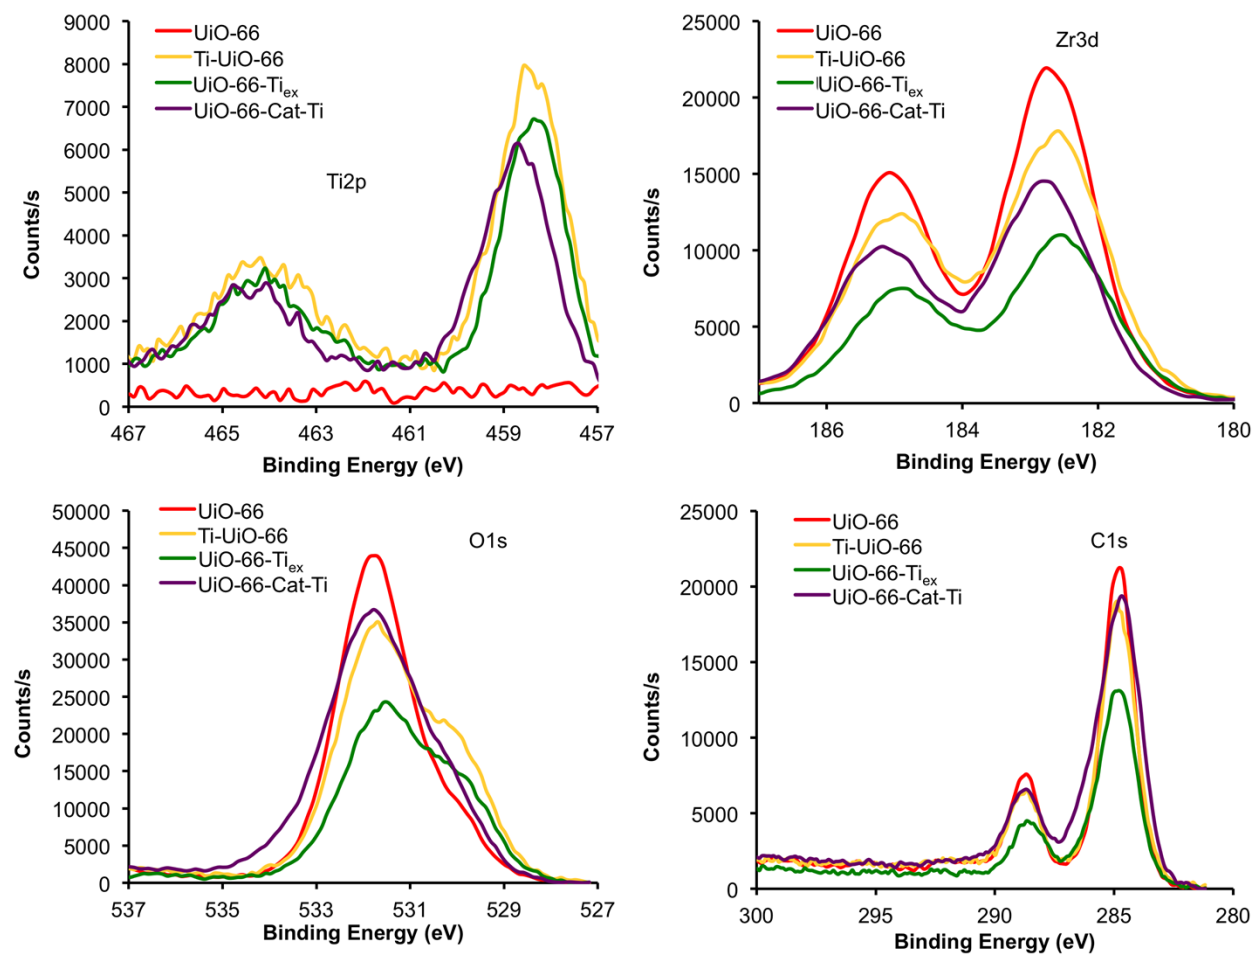 9000
8000
7000
6000
5000
4000
3000
2000
1000
0
Counts/s
UiO-66
Ti-UiO-66
UiO-66-Tiex
UiO-66-Cat-Ti
Ti2p
467 465 463 461 459 457
Binding Energy (eV)
25000
20000
15000
10000
5000
0
Counts/s
UiO-66
Ti-UiO-66
UiO-66-Tiex
UiO-66-Cat-Ti
Zr3d
186 184 182 180
Binding Energy (eV)
50000
45000
40000
35000
30000
25000
20000
15000
10000
5000
0
Counts/s
UiO-66
Ti-UiO-66
UiO-66-Tiex
UiO-66-Cat-Ti
O1s
537 535 533 531 529 527
Binding Energy (eV)
25000
20000
15000
10000
5000
0
Counts/s
UiO-66
Ti-UiO-66
UiO-66-Tiex
UiO-66-Cat-Ti
C1s
300 295 290 285 280
Binding Energy (eV)